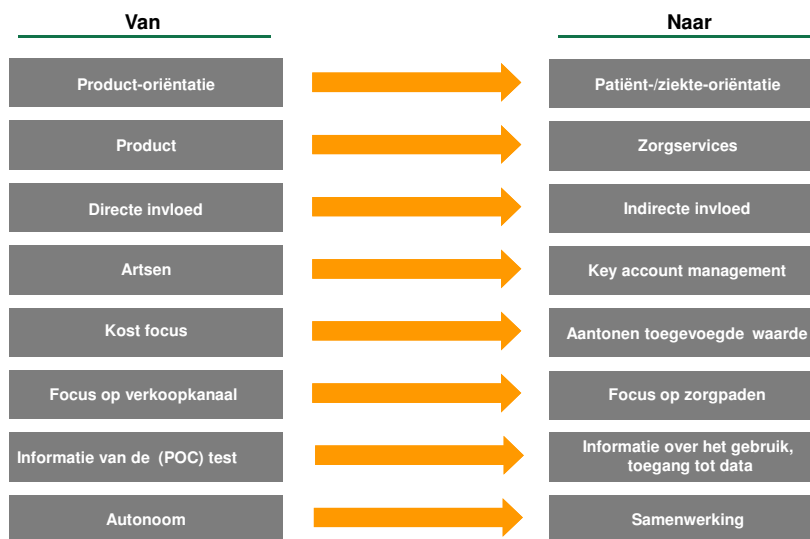 Van
Naar
Product-oriëntatie
Patiënt-/ziekte-oriëntatie
Product
Zorgservices
Directe invloed
Indirecte invloed
Artsen
Key account management
Kost focus
Aantonen toegevoegde waarde
Focus op verkoopkanaal
Focus op zorgpaden
Informatie van de (POC) test
Informatie over het gebruik,
toegang tot data
Autonoom
Samenwerking